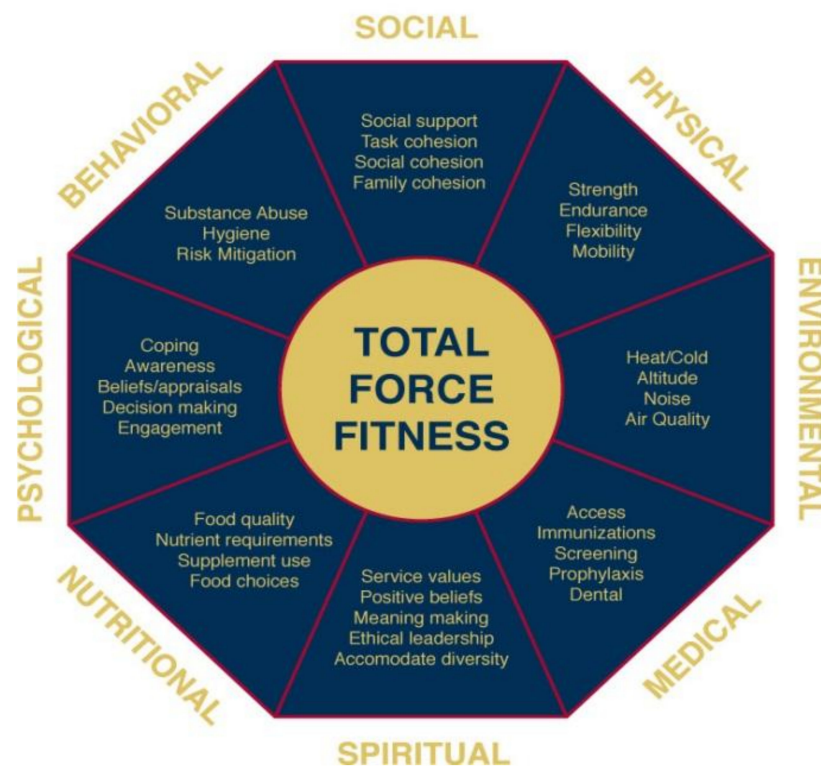 SOCIAL
Social support
Task cohesion
Social cohesion
Family cohesion
PHYSICAL
Strength
Endurance
Flexibility
Mobility
ENVIRONMENTAL
Heat/Cold
Altitude
Noise
Air Quality
MEDICAL
Access
Immunizations
Screening
Prophylaxis
Dental
SPIRITUAL
Service values
Positive beliefs
Meaning making
Ethical leadership
Accomodate diversity
NUTRITIONAL
Food quality
Nutrient requirements
Supplement use
Food choices
PSYCHOLOGICAL
Coping
Awareness
Beliefs/appraisals
Decision making
Engagement
BEHAVIORAL
Substance Abuse
Hygiene
Risk Mitigation
TOTAL
FORCE
FITNESS